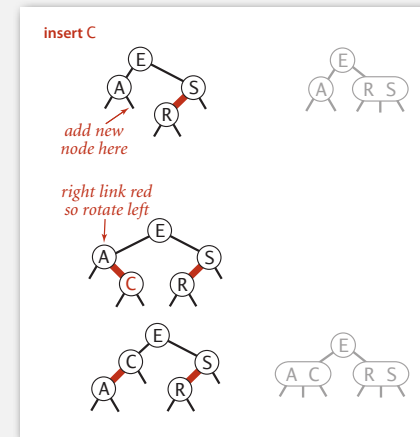 insert C
E
E
A
S
A
R S
R
add new
node here
right link red
so rotate left
E
A
S
C
R
E
C
S
E
A
R
A C
R S